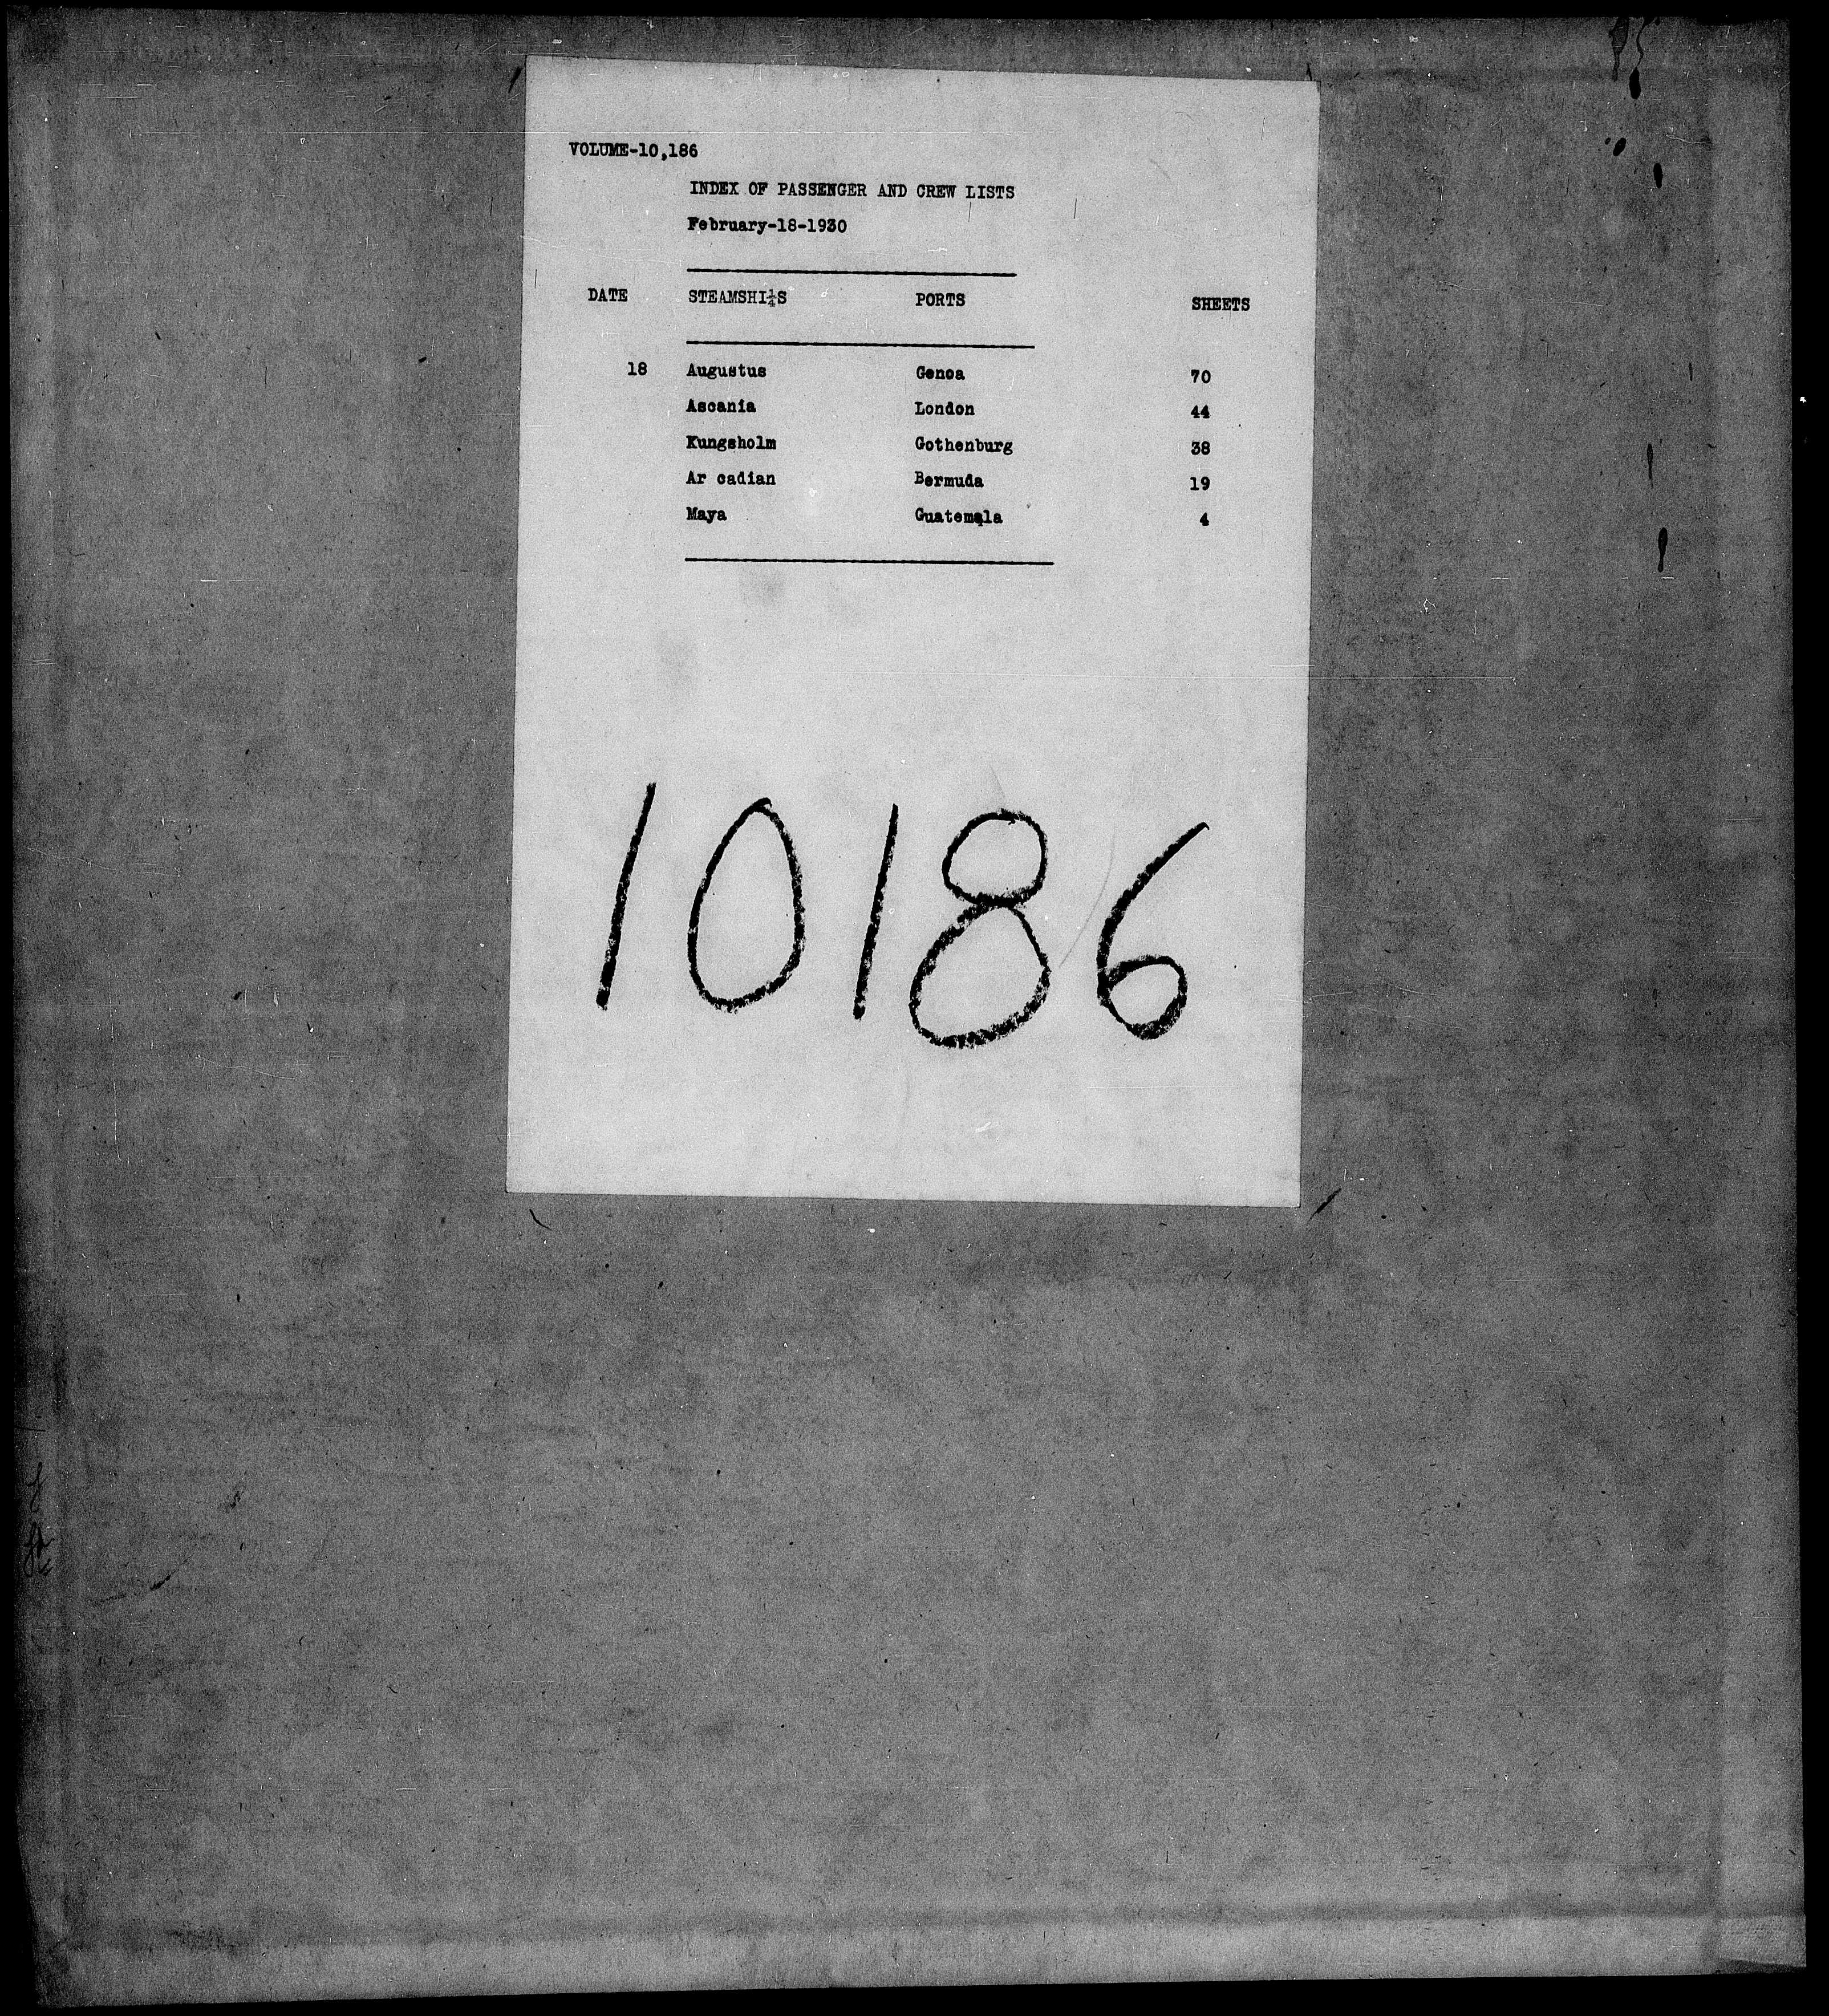 VOLUME-10,186
INDEX OF PASSENGER AND CREW LISTS
February-18-1930
DATE STEAMSHI¼S PORTS SHEETS
18 Augustus Genoa 70
Ascania London 44
Kungsholm Gothenburg 38
Ar cadian Bermuda 19
Maya Guatemala 4
10186